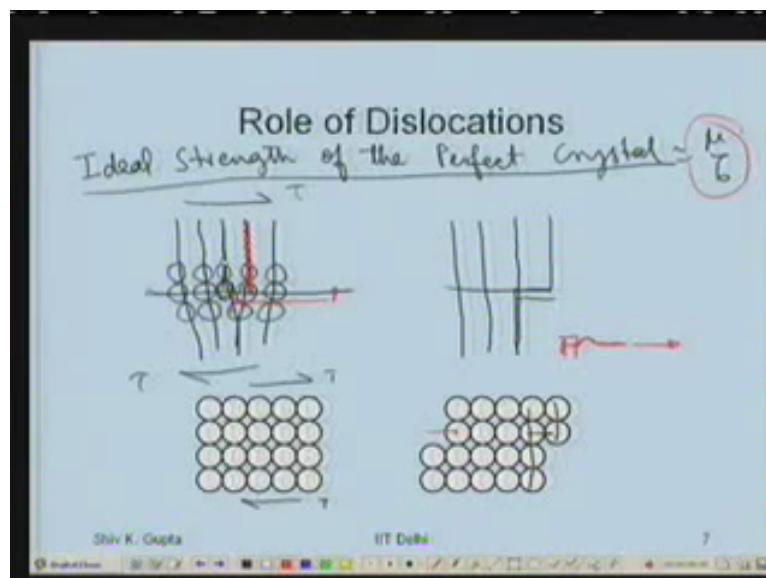 Role of Dislocations
Ideal Strength of the Perfect Crystal = μ/6
τ
τ τ
τ
Shiv K. Gupta IIT Delhi 7